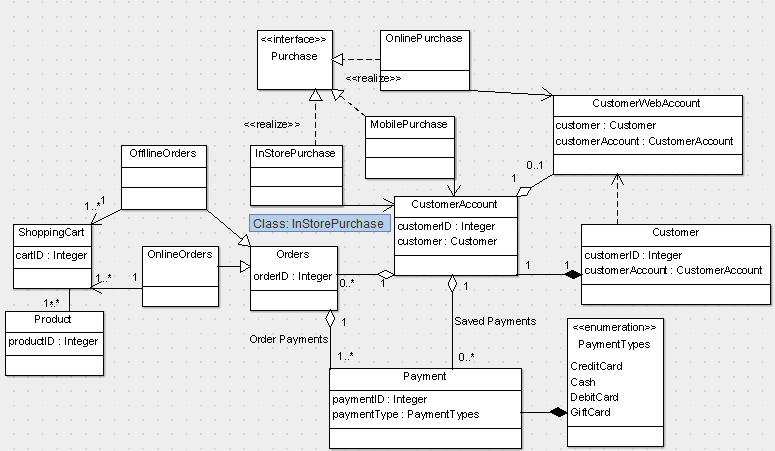 <<interface>>
Purchase
OnlinePurchase
<<realize>>
<<realize>>
MobilePurchase
InStorePurchase
CustomerWebAccount
customer : Customer
customerAccount : CustomerAccount
0..1
1
OfflineOrders
1..*
1
ShoppingCart
cartID : Integer
Class: InStorePurchase
CustomerAccount
customerID : Integer
customer : Customer
Customer
customerID : Integer
customerAccount : CustomerAccount
OnlineOrders
1..*
1
Orders
orderID : Integer
0..*
1
1
1
1..*
Product
productID : Integer
Order Payments
1
1..*
Saved Payments
1
0..*
Payment
paymentID : Integer
paymentType : PaymentTypes
<<enumeration>>
PaymentTypes
CreditCard
Cash
DebitCard
GiftCard